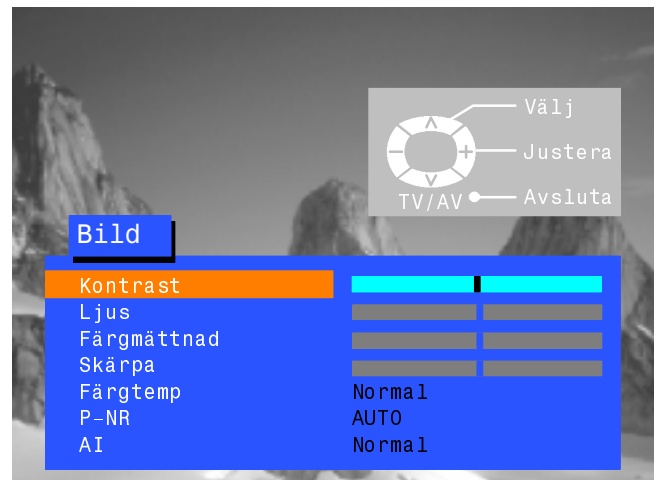 Välj
Justera
TV/AV Avsluta
Bild
Kontrast
Ljus
Färgmättnad
Skärpa
Färgtemp Normal
P-NR AUTO
AI Normal